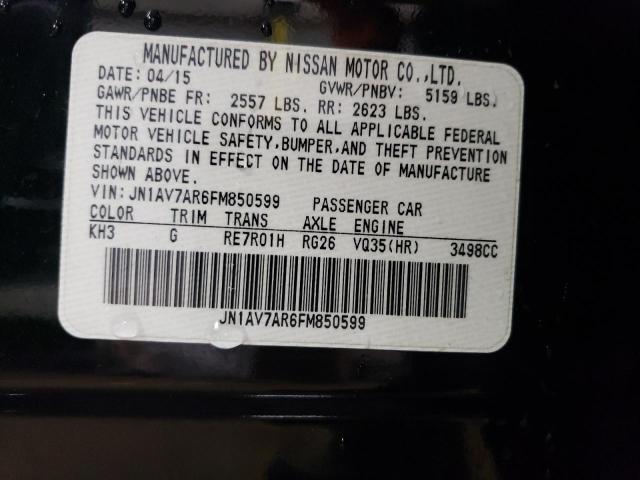 MANUFACTURED BY NISSAN MOTOR CO.,LTD.
DATE: 04/15 GVWR/PNBV: 5159 LBS.
GAWR/PNBE FR: 2557 LBS. RR: 2623 LBS.
THIS VEHICLE CONFORMS TO ALL APPLICABLE FEDERAL
MOTOR VEHICLE SAFETY,BUMPER,AND THEFT PREVENTION
STANDARDS IN EFFECT ON THE DATE OF MANUFACTURE
SHOWN ABOVE.
VIN:JN1AV7AR6FM850599 PASSENGER CAR
COLOR TRIM TRANS AXLE ENGINE
KH3 G RE7R01H RG26 VQ35(HR) 3498CC
JN1AV7AR6FM850599